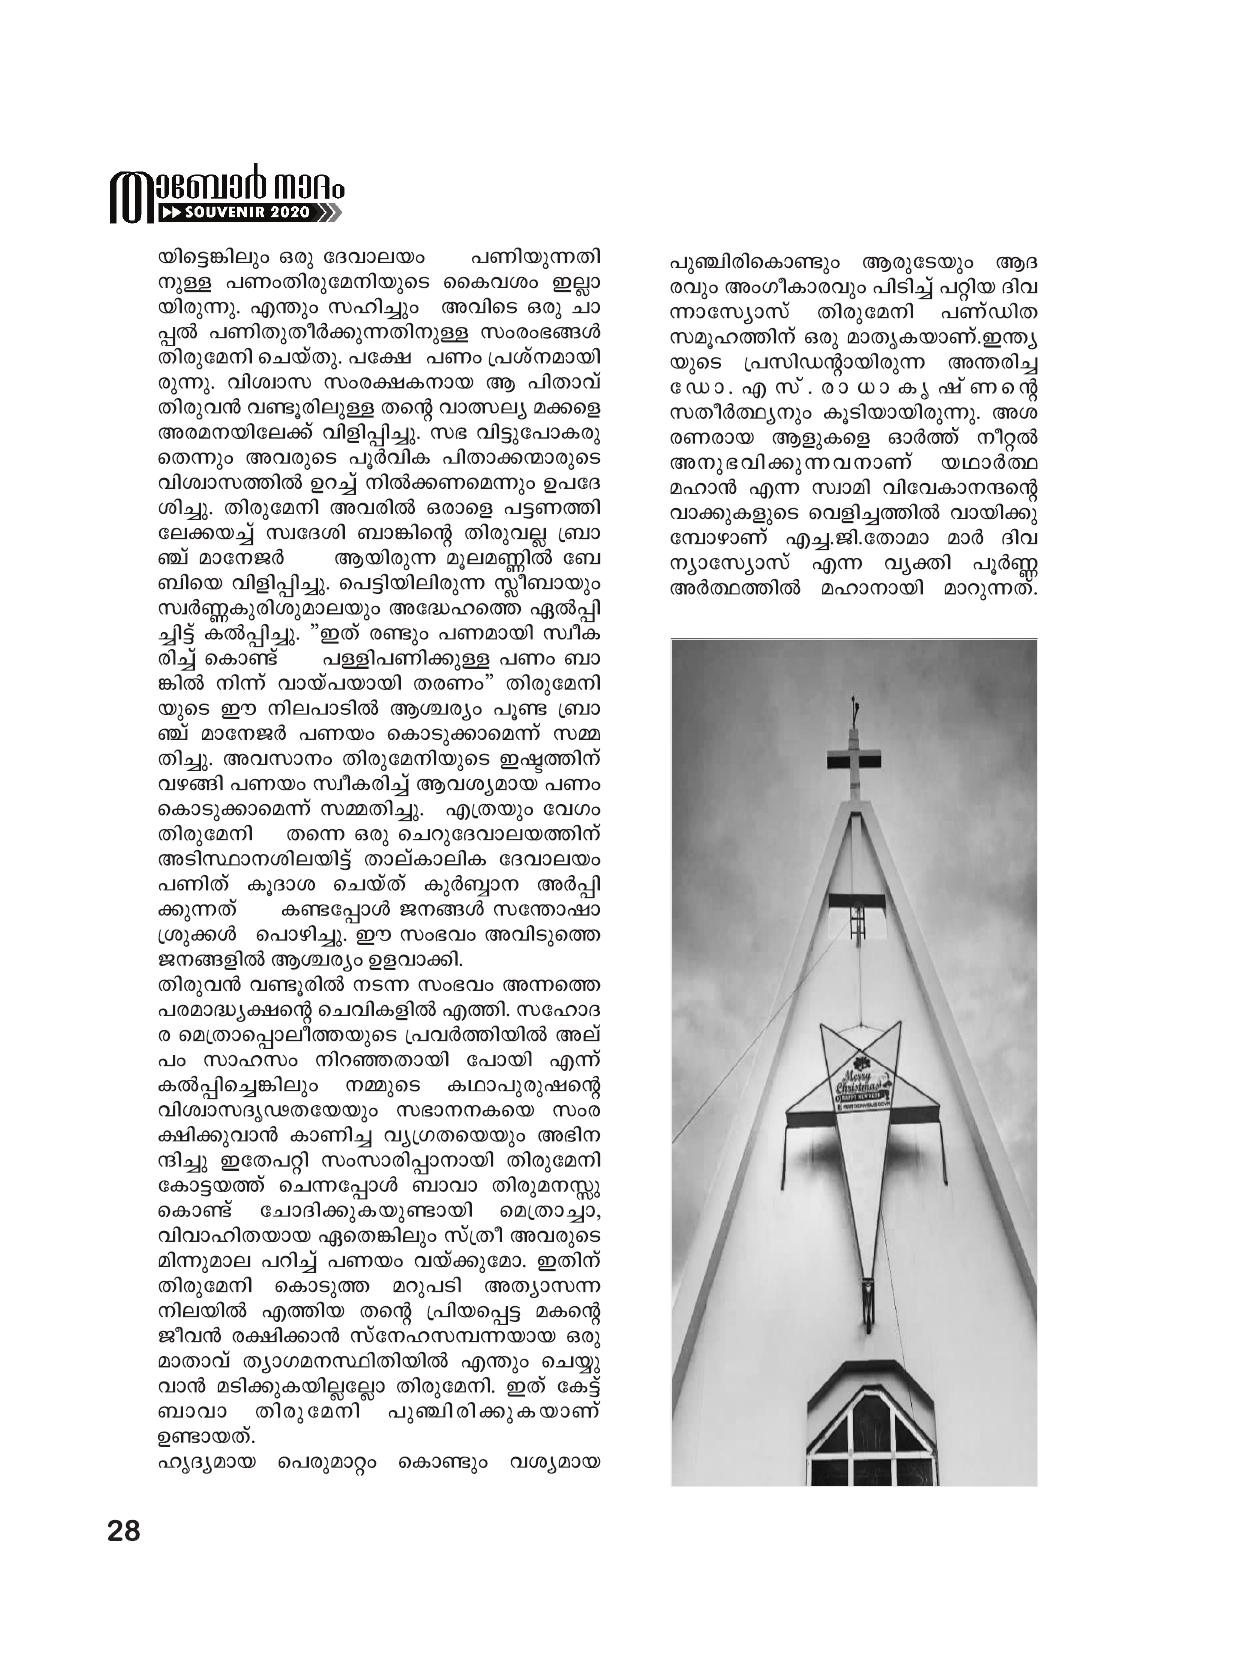 താബോർ നാദം
SOUVENIR 2020
യിട്ടെങ്കിലും ഒരു ദേവാലയം പണിയുന്നതി
നുള്ള പണംതിരുമേനിയുടെ കൈവശം ഇല്ലാ
യിരുന്നു. എന്തും സഹിച്ചും അവിടെ ഒരു ചാ
പ്പൽ പണിതുതീർക്കുന്നതിനുള്ള സംരംഭങ്ങൾ
തിരുമേനി ചെയ്തു. പക്ഷേ പണം പ്രശ്നമായി
രുന്നു. വിശ്വാസ സംരക്ഷകനായ ആ പിതാവ്
തിരുവൻ വണ്ടൂരിലുള്ള തന്റെ വാത്സല്യ മക്കളെ
അരമനയിലേക്ക് വിളിപ്പിച്ചു. സഭ വിട്ടുപോകരു
തെന്നും അവരുടെ പൂർവിക പിതാക്കന്മാരുടെ
വിശ്വാസത്തിൽ ഉറച്ച് നിൽക്കണമെന്നും ഉപദേ
ശിച്ചു. തിരുമേനി അവരിൽ ഒരാളെ പട്ടണത്തി
ലേക്കയച്ച് സ്വദേശി ബാങ്കിന്റെ തിരുവല്ല ബ്രാ
ഞ്ച് മാനേജർ ആയിരുന്ന മൂലമണ്ണിൽ ബേ
ബിയെ വിളിപ്പിച്ചു. പെട്ടിയിലിരുന്ന സ്ലീബായും
സ്വർണ്ണകുരിശുമാലയും അദ്ധേഹത്തെ ഏൽപ്പി
ച്ചിട്ട് കൽപ്പിച്ചു. ”ഇത് രണ്ടും പണമായി സ്വീക
രിച്ച് കൊണ്ട് പള്ളിപണിക്കുള്ള പണം ബാ
ങ്കിൽ നിന്ന് വായ്പയായി തരണം” തിരുമേനി
യുടെ ഈ നിലപാടിൽ ആശ്ചര്യം പൂണ്ട ബ്രാ
ഞ്ച് മാനേജർ പണയം കൊടുക്കാമെന്ന് സമ്മ
തിച്ചു. അവസാനം തിരുമേനിയുടെ ഇഷ്ടത്തിന്
വഴങ്ങി പണയം സ്വീകരിച്ച് ആവശ്യമായ പണം
കൊടുക്കാമെന്ന് സമ്മതിച്ചു. എത്രയും വേഗം
തിരുമേനി തന്നെ ഒരു ചെറുദേവാലയത്തിന്
അടിസ്ഥാനശിലയിട്ട് താല്കാലിക ദേവാലയം
പണിത് കൂദാശ ചെയ്ത് കുർബ്ബാന അർപ്പി
ക്കുന്നത് കണ്ടപ്പോൾ ജനങ്ങൾ സന്തോഷാ
ശ്രുക്കൾ പൊഴിച്ചു. ഈ സംഭവം അവിടുത്തെ
ജനങ്ങളിൽ ആശ്ചര്യം ഉളവാക്കി.
തിരുവൻ വണ്ടൂരിൽ നടന്ന സംഭവം അന്നത്തെ
പരമാദ്ധ്യക്ഷന്റെ ചെവികളിൽ എത്തി. സഹോദ
ര മെത്രാപ്പൊലീത്തയുടെ പ്രവർത്തിയിൽ അല്
പം സാഹസം നിറഞ്ഞതായി പോയി എന്ന്
കൽപ്പിച്ചെങ്കിലും നമ്മുടെ കഥാപുരുഷന്റെ
വിശ്വാസദൃഢതയേയും സഭാനനകയെ സംര
ക്ഷിക്കുവാൻ കാണിച്ച വ്യഗ്രതയെയും അഭിന
ന്ദിച്ചു ഇതേപറ്റി സംസാരിപ്പാനായി തിരുമേനി
കോട്ടയത്ത് ചെന്നപ്പോൾ ബാവാ തിരുമനസ്സു
കൊണ്ട് ചോദിക്കുകയുണ്ടായി മെത്രാച്ചാ,
വിവാഹിതയായ ഏതെങ്കിലും സ്ത്രീ അവരുടെ
മിന്നുമാല പറിച്ച് പണയം വയ്ക്കുമോ. ഇതിന്
തിരുമേനി കൊടുത്ത മറുപടി അത്യാസന്ന
നിലയിൽ എത്തിയ തന്റെ പ്രിയപ്പെട്ട മകന്റെ
ജീവൻ രക്ഷിക്കാൻ സ്നേഹസമ്പന്നയായ ഒരു
മാതാവ് ത്യാഗമനസ്ഥിതിയിൽ എന്തും ചെയ്യു
വാൻ മടിക്കുകയില്ലല്ലോ തിരുമേനി. ഇത് കേട്ട്
ബാവാ തിരുമേനി പുഞ്ചിരിക്കുകയാണ്
ഉണ്ടായത്.
ഹൃദ്യമായ പെരുമാറ്റം കൊണ്ടും വശ്യമായ
പുഞ്ചിരികൊണ്ടും ആരുടേയും ആദ
രവും അംഗീകാരവും പിടിച്ച് പറ്റിയ ദിവ
ന്നാസ്യോസ് തിരുമേനി പണ്ഡിത
സമൂഹത്തിന് ഒരു മാതൃകയാണ്.ഇന്ത്യ
യുടെ പ്രസിഡന്റായിരുന്ന അന്തരിച്ച
ഡോ. എസ്. രാധാകൃഷ്ണന്റെ
സതീർത്ഥ്യനും കൂടിയായിരുന്നു. അശ
രണരായ ആളുകളെ ഓർത്ത് നീറ്റൽ
അനുഭവിക്കുന്നവനാണ് യഥാർത്ഥ
മഹാൻ എന്ന സ്വാമി വിവേകാനന്ദന്റെ
വാക്കുകളുടെ വെളിച്ചത്തിൽ വായിക്കു
മ്പോഴാണ് എച്ച.ജി.തോമാ മാർ ദിവ
ന്യാസ്യോസ് എന്ന വ്യക്തി പൂർണ്ണ
അർത്ഥത്തിൽ മഹാനായി മാറുന്നത്.
Merry
Christmas
HAPPY NEW YEAR
28